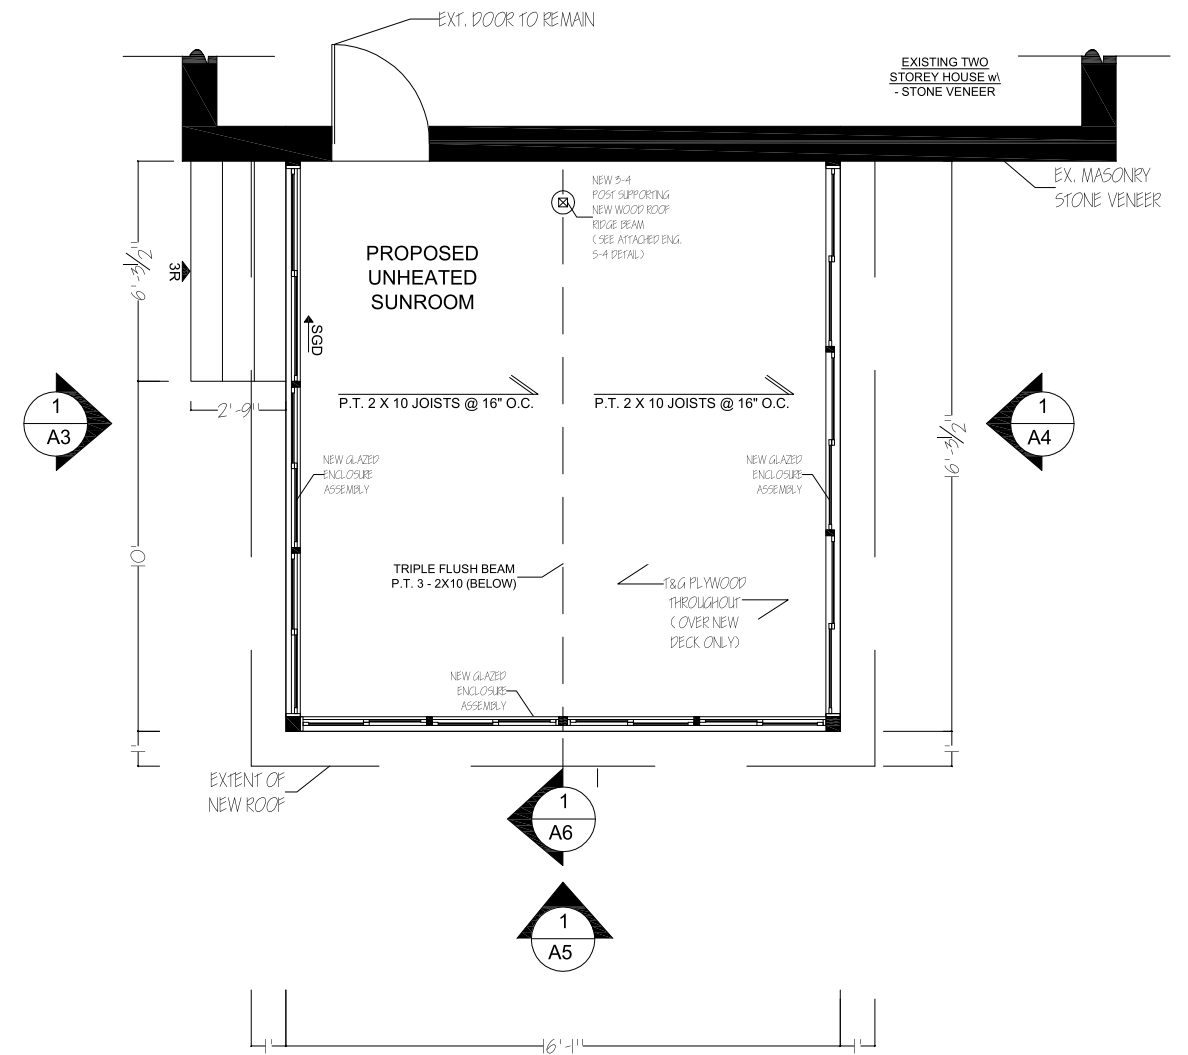 EXT. DOOR TO REMAIN
EXISTING TWO
STOREY HOUSE w\
- STONE VENEER
EX. MASONRY
STONE VENEER
NEW 3-4
POST SUPPORTING
NEW WOOD ROOF
RIDGE BEAM
( SEE ATTACHED ENG.
S-4 DETAIL)
PROPOSED
UNHEATED
SUNROOM
6'-3 1/2"
3R
SGD
P.T. 2 X 10 JOISTS @ 16" O.C.
P.T. 2 X 10 JOISTS @ 16" O.C.
2'-9"
1
A3
1
A4
16'-3 1/2"
NEW GLAZED
ENCLOSURE
ASSEMBLY
NEW GLAZED
ENCLOSURE
ASSEMBLY
10'
TRIPLE FLUSH BEAM
P.T. 3 - 2X10 (BELOW)
T&G PLYWOOD
THROUGHOUT
( OVER NEW
DECK ONLY)
NEW GLAZED
ENCLOSURE
ASSEMBLY
1'
1'
EXTENT OF
NEW ROOF
1
A6
1
A5
1'
16'-1"
1'